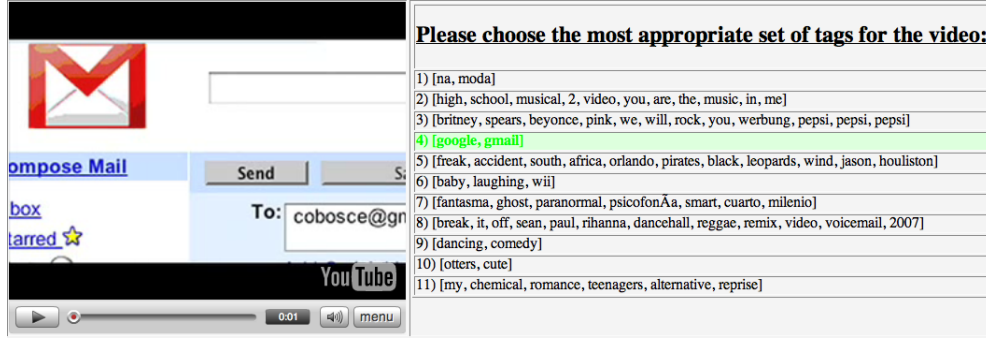 ompose Mail
Send
To:
cobosce@gm
box
tarred
YouTube
0:01
menu
Please choose the most appropriate set of tags for the video:
1) [na, moda]
2) [high, school, musical, 2, video, you, are, the, music, in, me]
3) [britney, spears, beyonce, pink, we, will, rock, you, werbung, pepsi, pepsi, pepsi]
4) [google, gmail]
5) [freak, accident, south, africa, orlando, pirates, black, leopards, wind, jason, houliston]
6) [baby, laughing, wii]
7) [fantasma, ghost, paranormal, psicofonÃa, smart, cuarto, milenio]
8) [break, it, off, sean, paul, rihanna, dancehall, reggae, remix, video, voicemail, 2007]
9) [dancing, comedy]
10) [otters, cute]
11) [my, chemical, romance, teenagers, alternative, reprise]